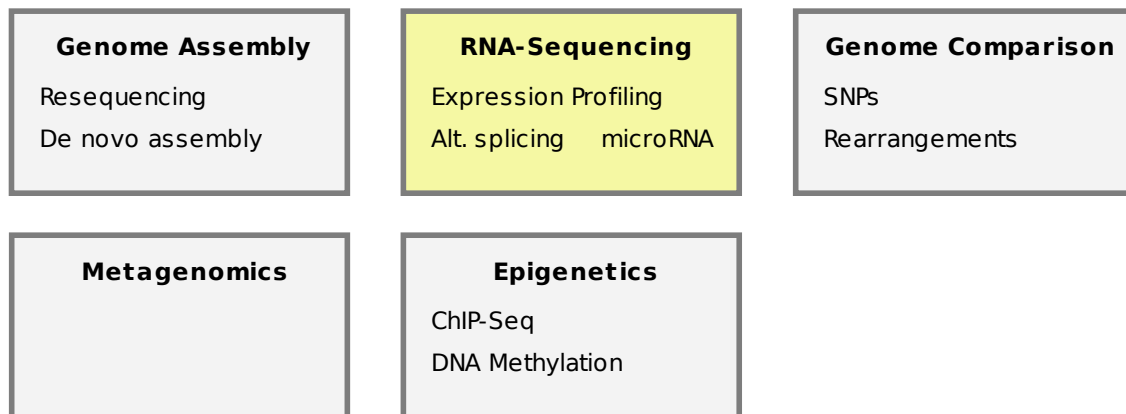 Genome Assembly
Resequencing
De novo assembly
RNA-Sequencing
Expression Profiling
Alt. splicing microRNA
Genome Comparison
SNPs
Rearrangements
Metagenomics
Epigenetics
ChIP-Seq
DNA Methylation